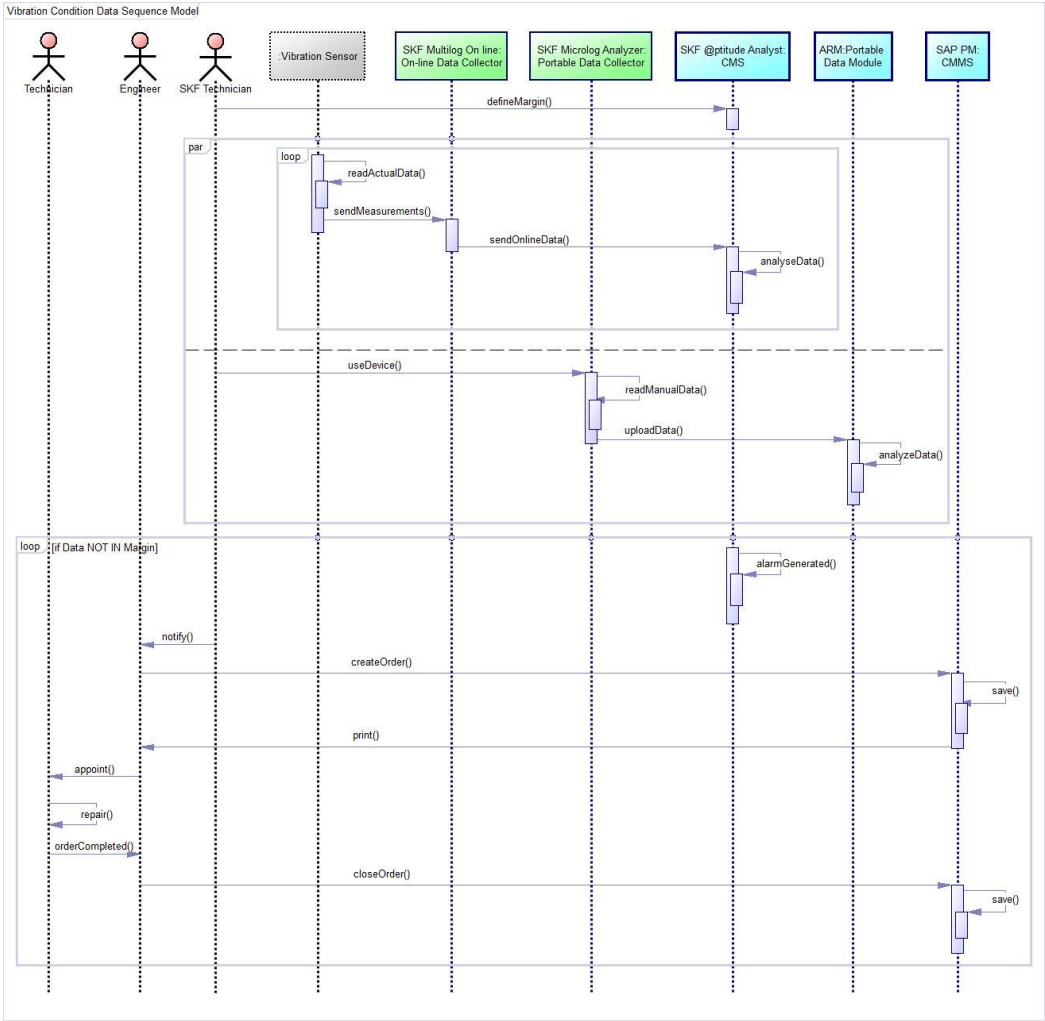 Vibration Condition Data Sequence Model
Technician
Engineer
SKF Technician
:Vibration Sensor
SKF Multilog On line:
On-line Data Collector
SKF Microlog Analyzer:
Portable Data Collector
SKF @ptitude Analyst:
CMS
ARM:Portable
Data Module
SAP PM:
CMMS
defineMargin()
par
loop
readActualData()
sendMeasurements()
sendOnlineData()
analyseData()
useDevice()
readManualData()
uploadData()
analyzeData()
loop
[if Data NOT IN Margin]
alarmGenerated()
notify()
createOrder()
save()
print()
appoint()
repair()
orderCompleted()
closeOrder()
save()